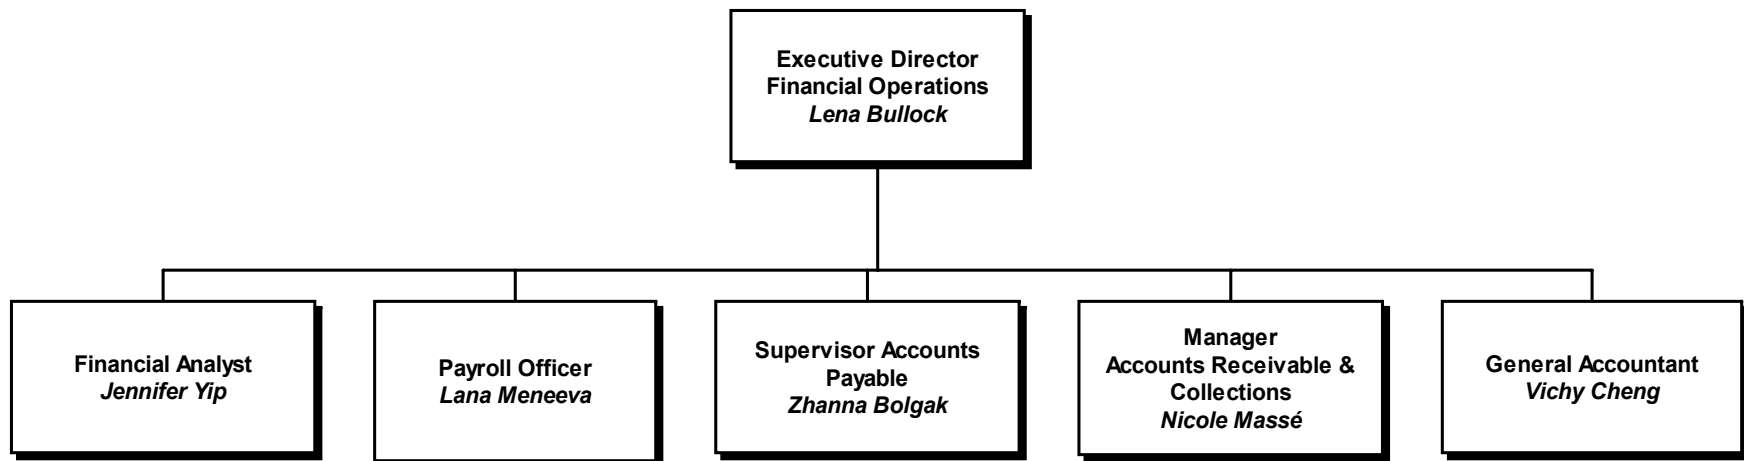 Executive Director
Financial Operations
Lena Bullock
Financial Analyst
Jennifer Yip
Payroll Officer
Lana Meneeva
Supervisor Accounts
Payable
Zhanna Bolgak
Manager
Accounts Receivable &
Collections
Nicole Massé
General Accountant
Vichy Cheng